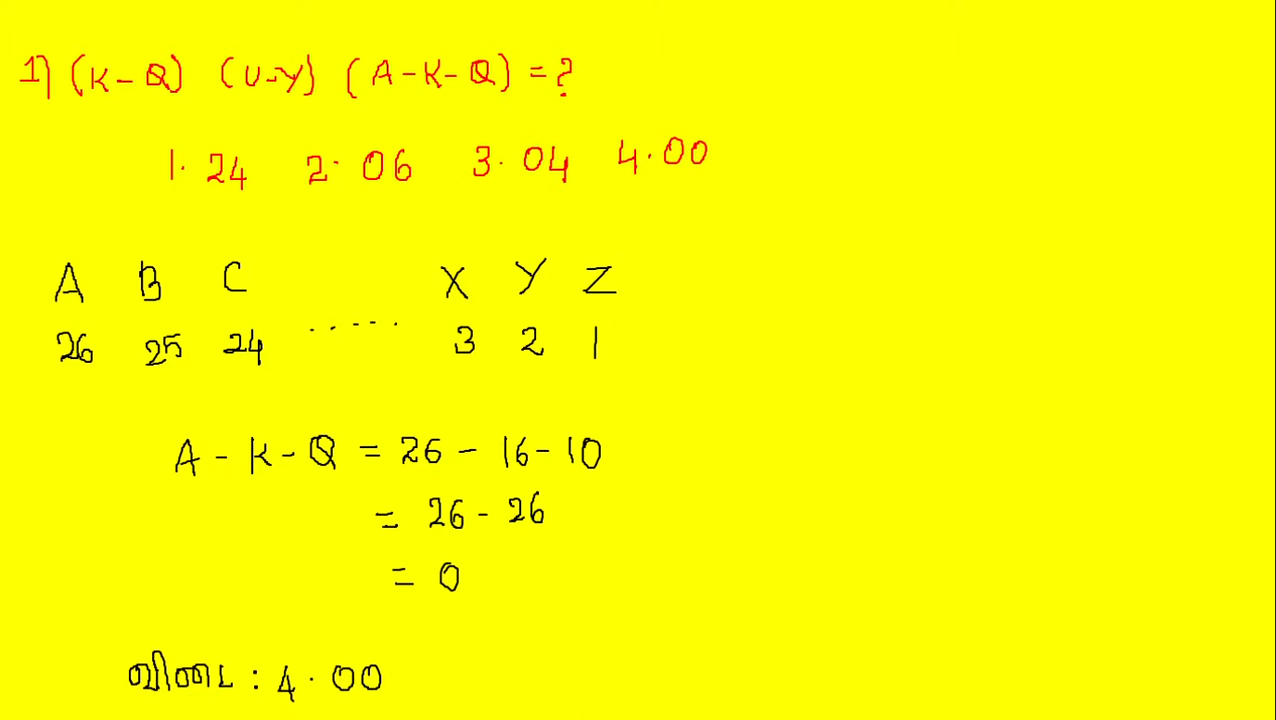 1) (K-Q) (U-Y) (A-K-Q) = ?
1. 24 2. 06 3. 04 4. 00
A B C X Y Z
26 25 24 ...... 3 2 1
A - K - Q = 26 - 16 - 10
= 26 - 26
= 0
விடை : 4. 00